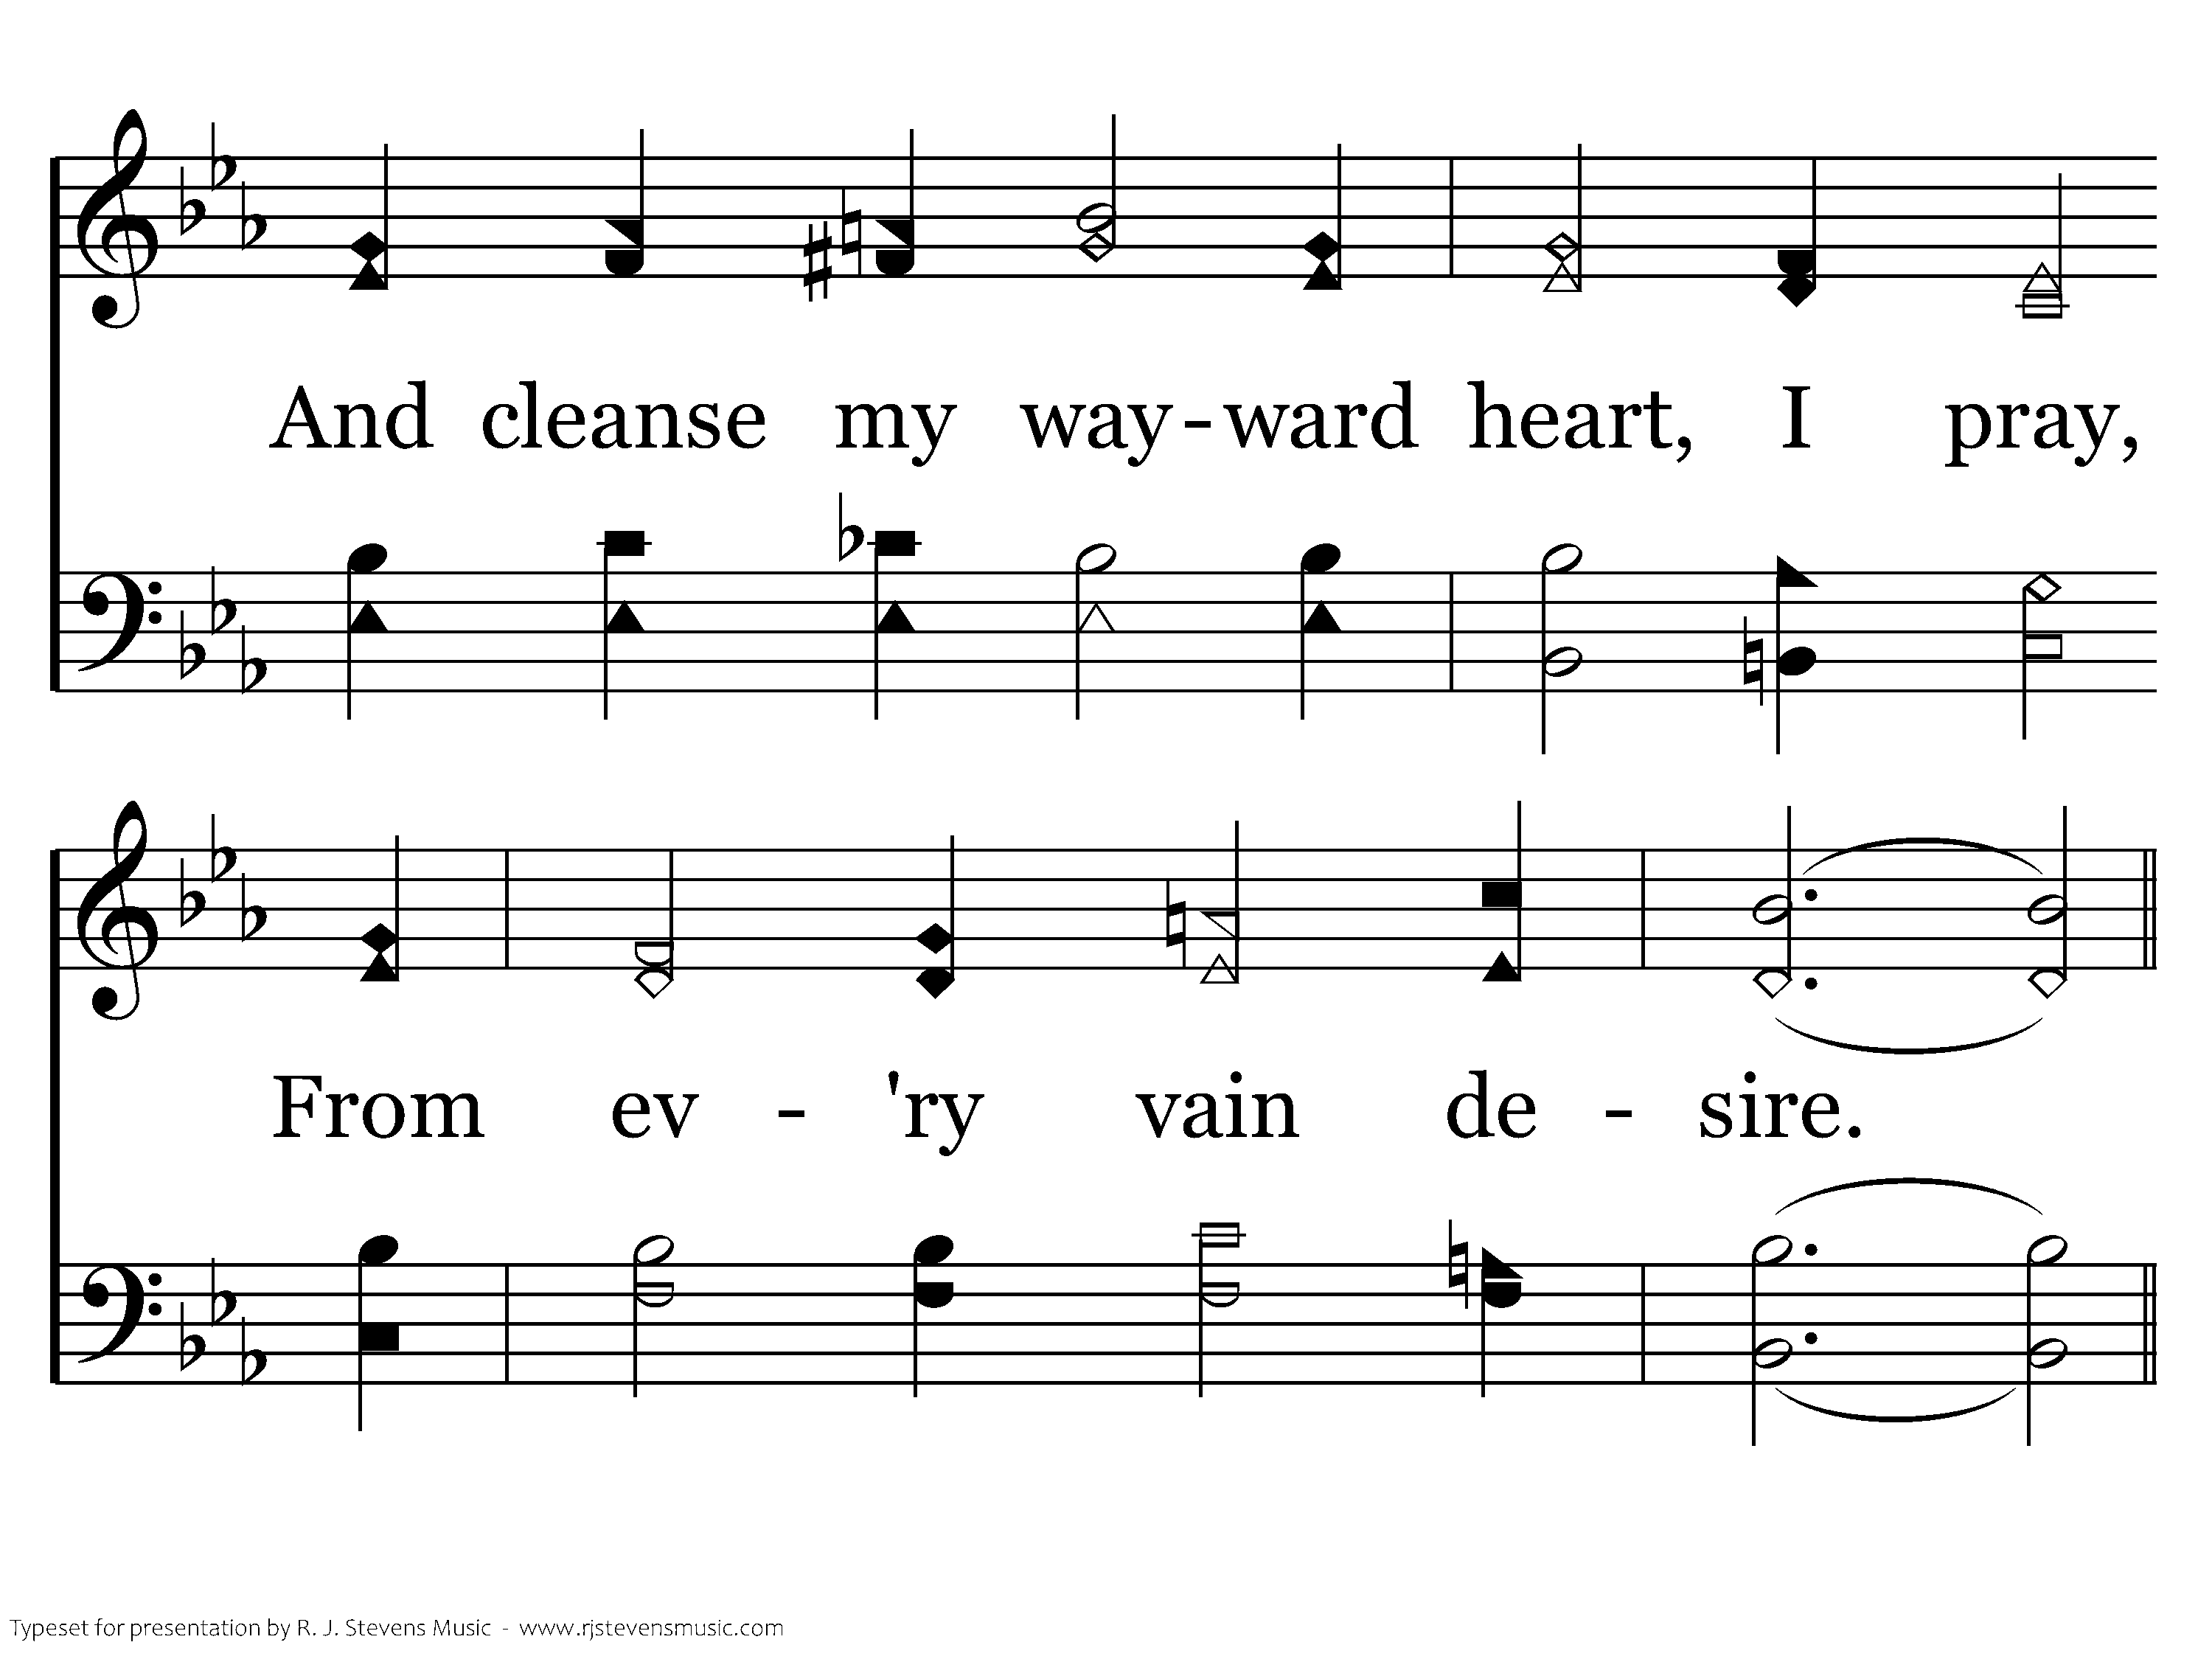 And cleanse my way-ward heart, I pray,
From ev - 'ry vain de - sire.
Typeset for presentation by R. J. Stevens Music - www.rjstevensmusic.com